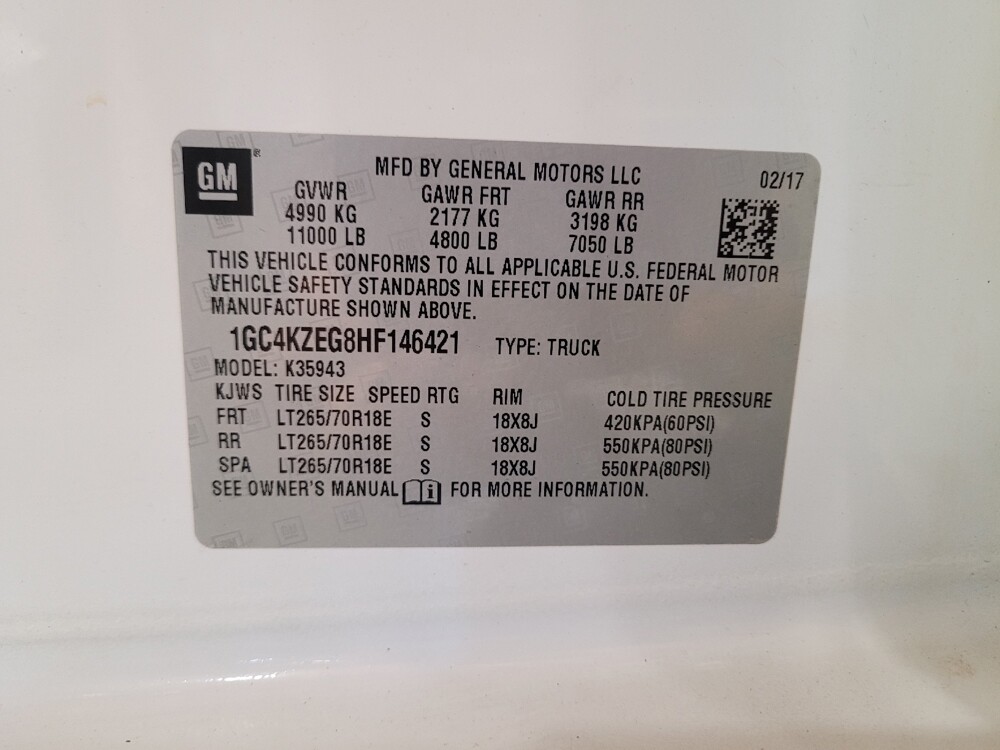 GM
MFD BY GENERAL MOTORS LLC 02/17
GVWR GAWR FRT GAWR RR
4990 KG 2177 KG 3198 KG
11000 LB 4800 LB 7050 LB
THIS VEHICLE CONFORMS TO ALL APPLICABLE U.S. FEDERAL MOTOR
VEHICLE SAFETY STANDARDS IN EFFECT ON THE DATE OF
MANUFACTURE SHOWN ABOVE.
1GC4KZEG8HF146421 TYPE: TRUCK
MODEL: K35943
KJWS TIRE SIZE SPEED RTG RIM COLD TIRE PRESSURE
FRT LT265/70R18E S 18X8J 420KPA(60PSI)
RR LT265/70R18E S 18X8J 550KPA(80PSI)
SPA LT265/70R18E S 18X8J 550KPA(80PSI)
SEE OWNER'S MANUAL i FOR MORE INFORMATION.